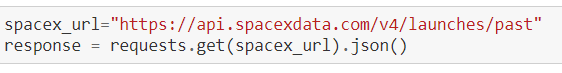 spacex_url="https://api.spacexdata.com/v4/launches/past"
response = requests.get(spacex_url).json()